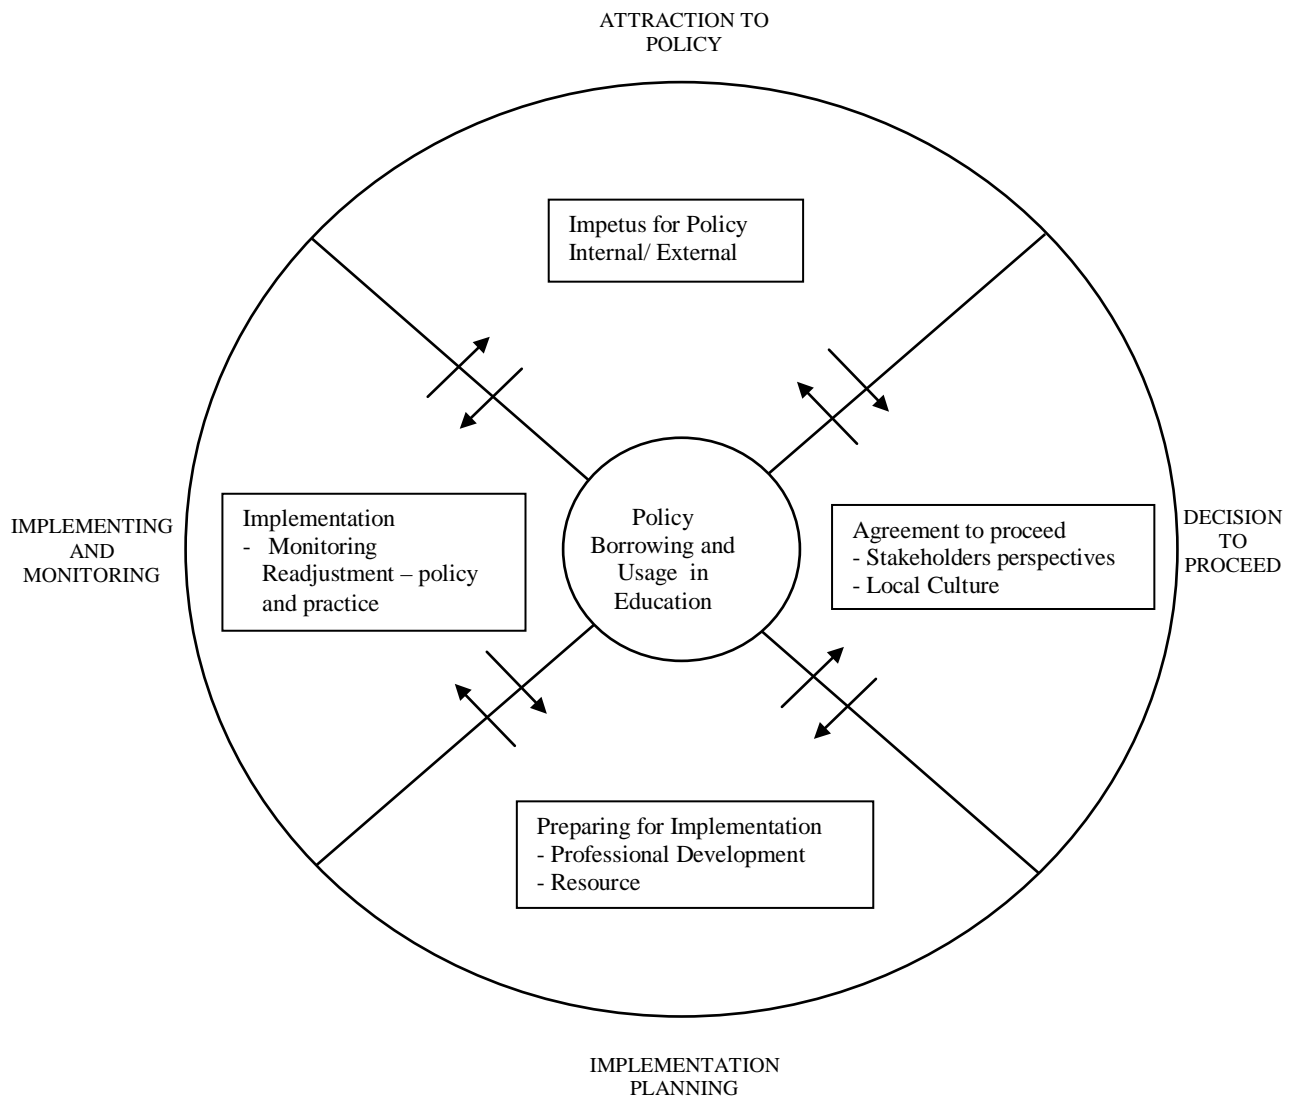 ATTRACTION TO
POLICY
Impetus for Policy
Internal/ External
IMPLEMENTING
AND
MONITORING
Implementation
- Monitoring
Readjustment – policy
and practice
Policy
Borrowing and
Usage in
Education
Agreement to proceed
- Stakeholders perspectives
- Local Culture
DECISION
TO
PROCEED
Preparing for Implementation
- Professional Development
- Resource
IMPLEMENTATION
PLANNING